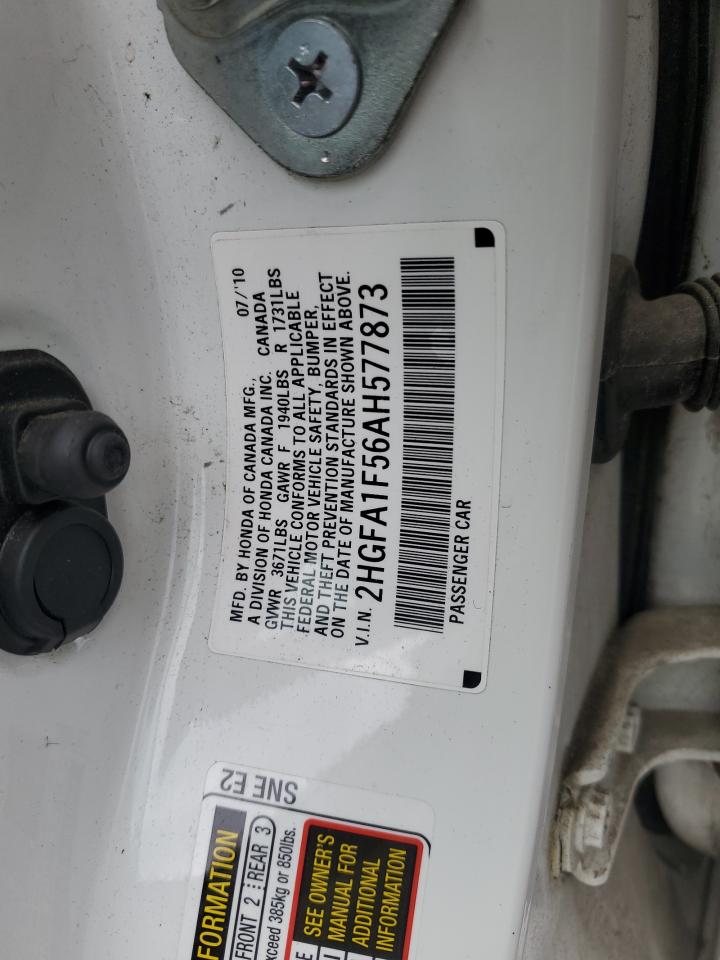 MFD. BY HONDA OF CANADA MFG., 07/'10
A DIVISION OF HONDA CANADA INC. CANADA
GVWR 3671LBS GAWR F 1940LBS R 1731LBS
THIS VEHICLE CONFORMS TO ALL APPLICABLE
FEDERAL MOTOR VEHICLE SAFETY, BUMPER,
AND THEFT PREVENTION STANDARDS IN EFFECT
ON THE DATE OF MANUFACTURE SHOWN ABOVE.
V.I.N. 2HGFA1F56AH577873
PASSENGER CAR
SNE E2
FORMATION
FRONT 2 REAR 3
xceed 385kg or 850lbs.
SEE OWNER'S
MANUAL FOR
ADDITIONAL
INFORMATION